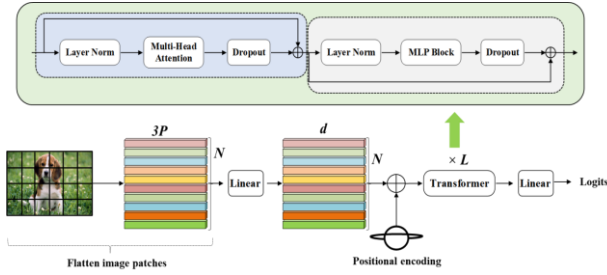 Layer Norm
Multi-Head
Attention
Dropout
Layer Norm
MLP Block
Dropout
3P
d
N
N
× L
Linear
Transformer
Linear
Logits
Flatten image patches
Positional encoding